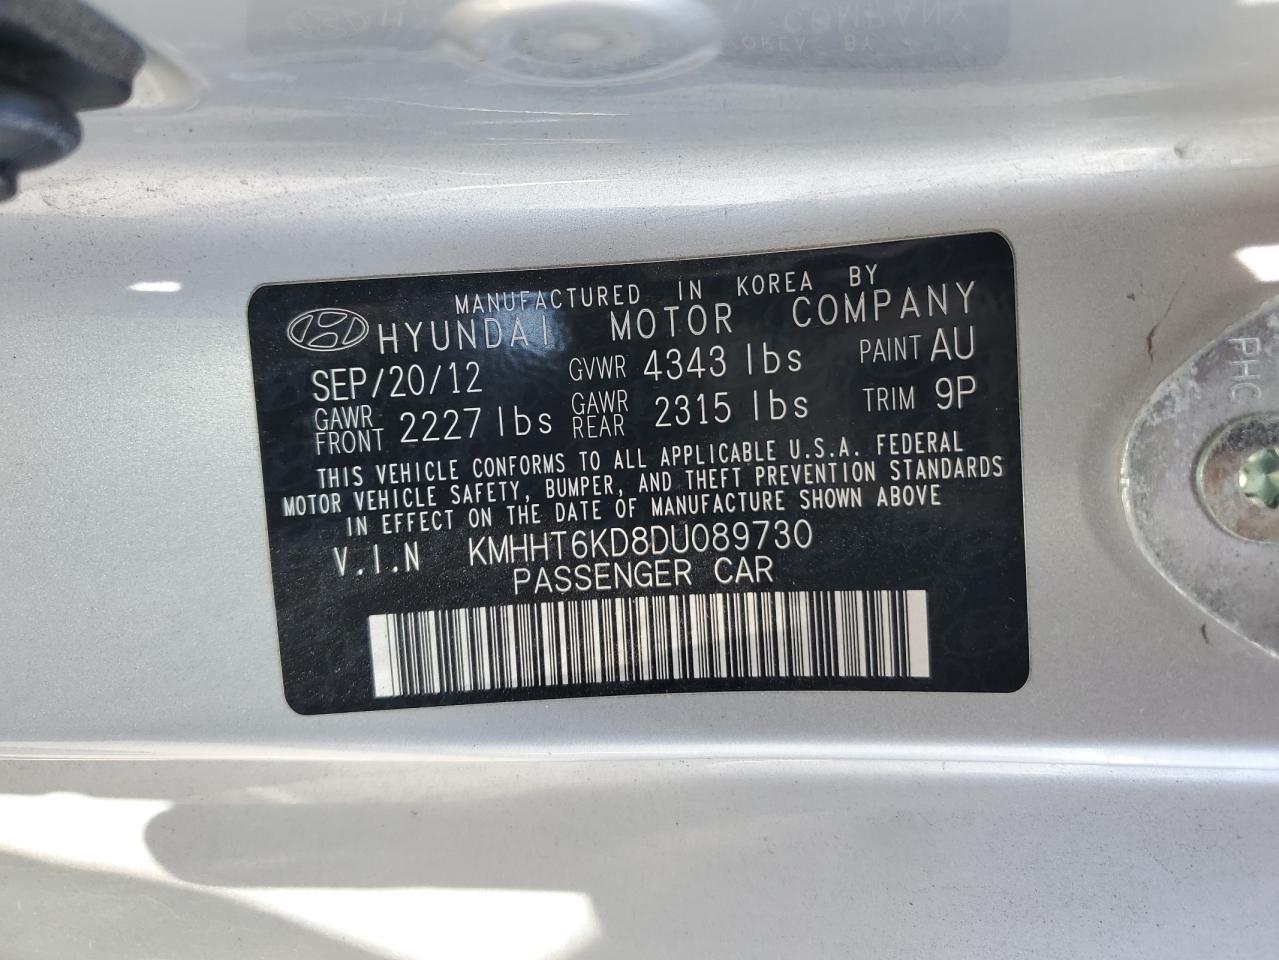 MANUFACTURED IN KOREA BY
HYUNDAI MOTOR COMPANY
SEP/20/12 GVWR 4343 lbs PAINT AU
GAWR FRONT 2227 lbs GAWR REAR 2315 lbs TRIM 9P
THIS VEHICLE CONFORMS TO ALL APPLICABLE U.S.A. FEDERAL
MOTOR VEHICLE SAFETY, BUMPER, AND THEFT PREVENTION STANDARDS
IN EFFECT ON THE DATE OF MANUFACTURE SHOWN ABOVE
V.I.N KMHHT6KD8DU089730
PASSENGER CAR
PHC